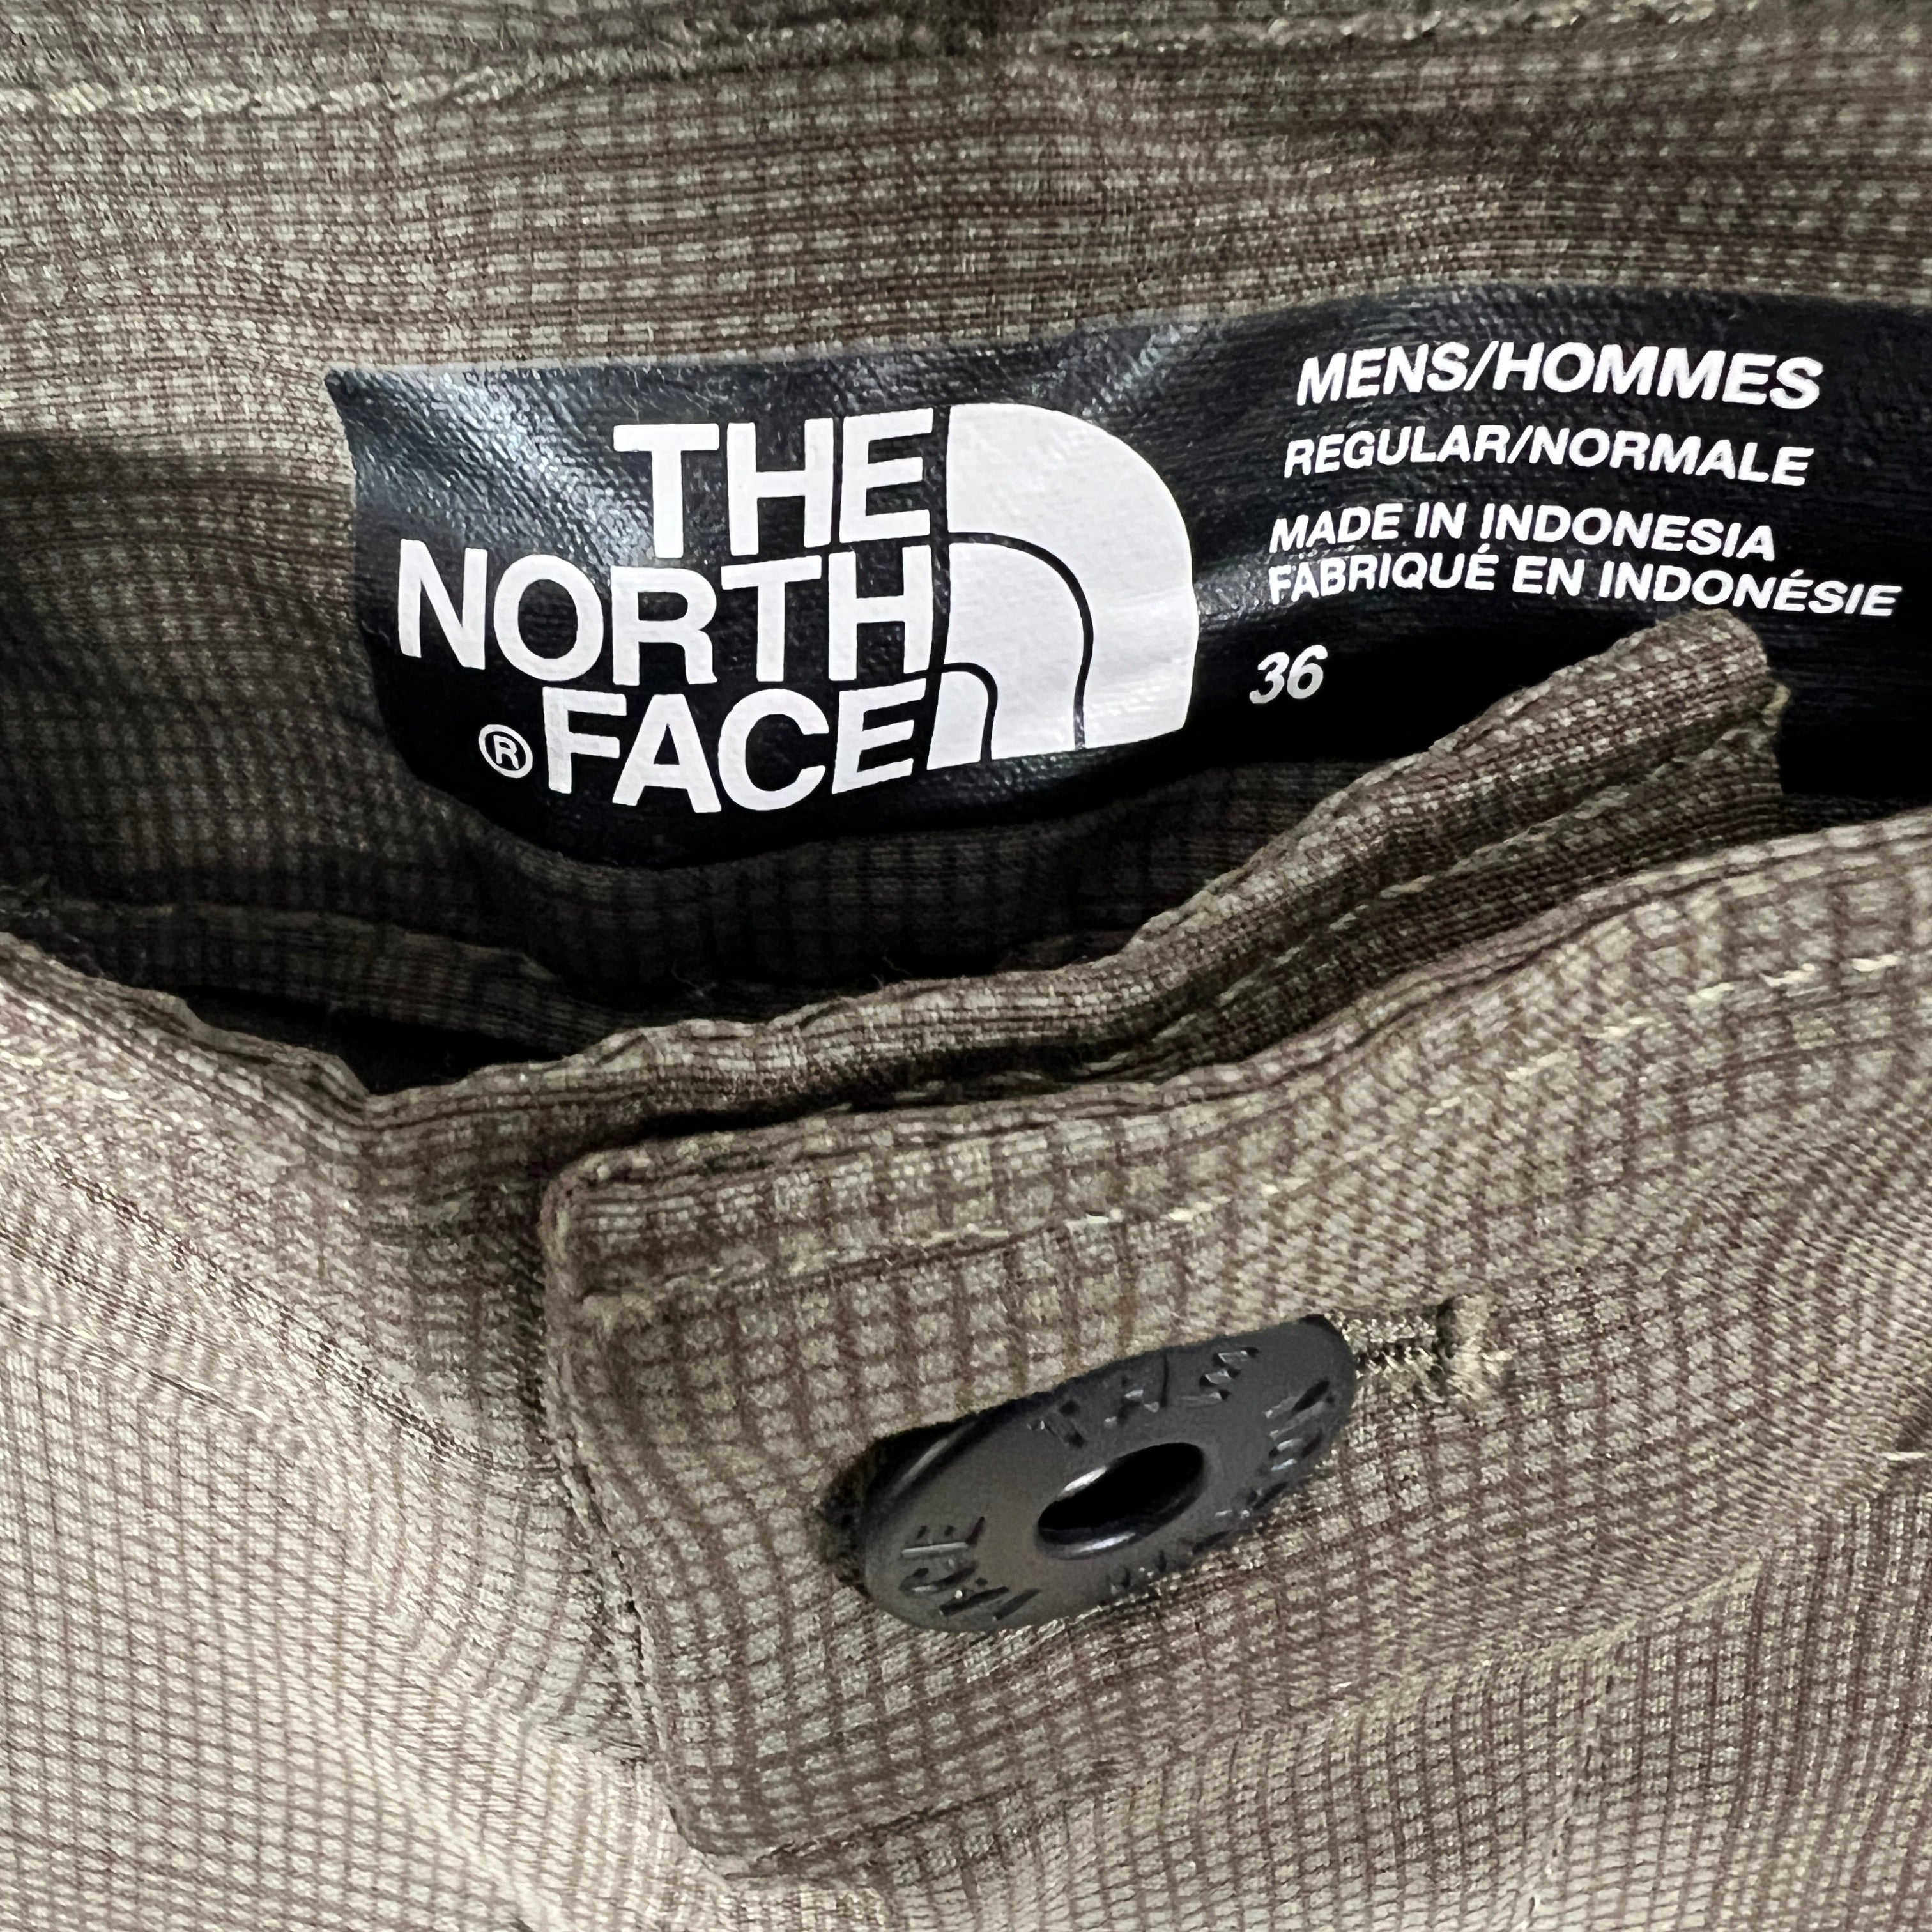 THE
NORTH
® FACE
MENS/HOMMES
REGULAR/NORMALE
MADE IN INDONESIA
FABRIQUÉ EN INDONÉSIE
36